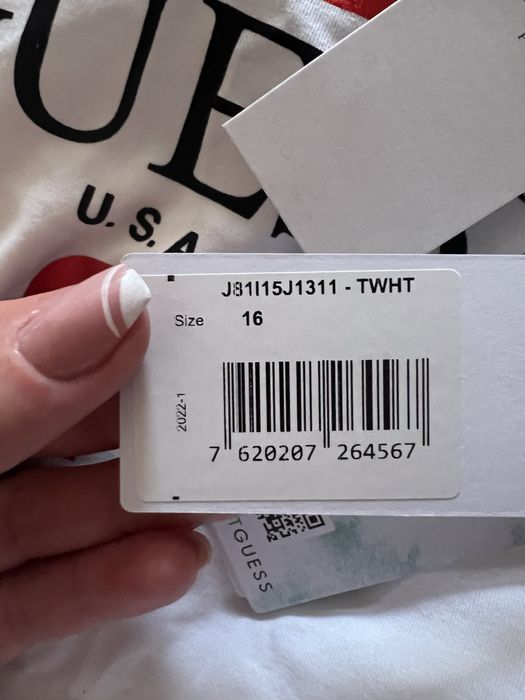 UE
U.S.A
J81I15J1311 - TWHT
Size 16
2022-1
7 620207 264567
TGUESS